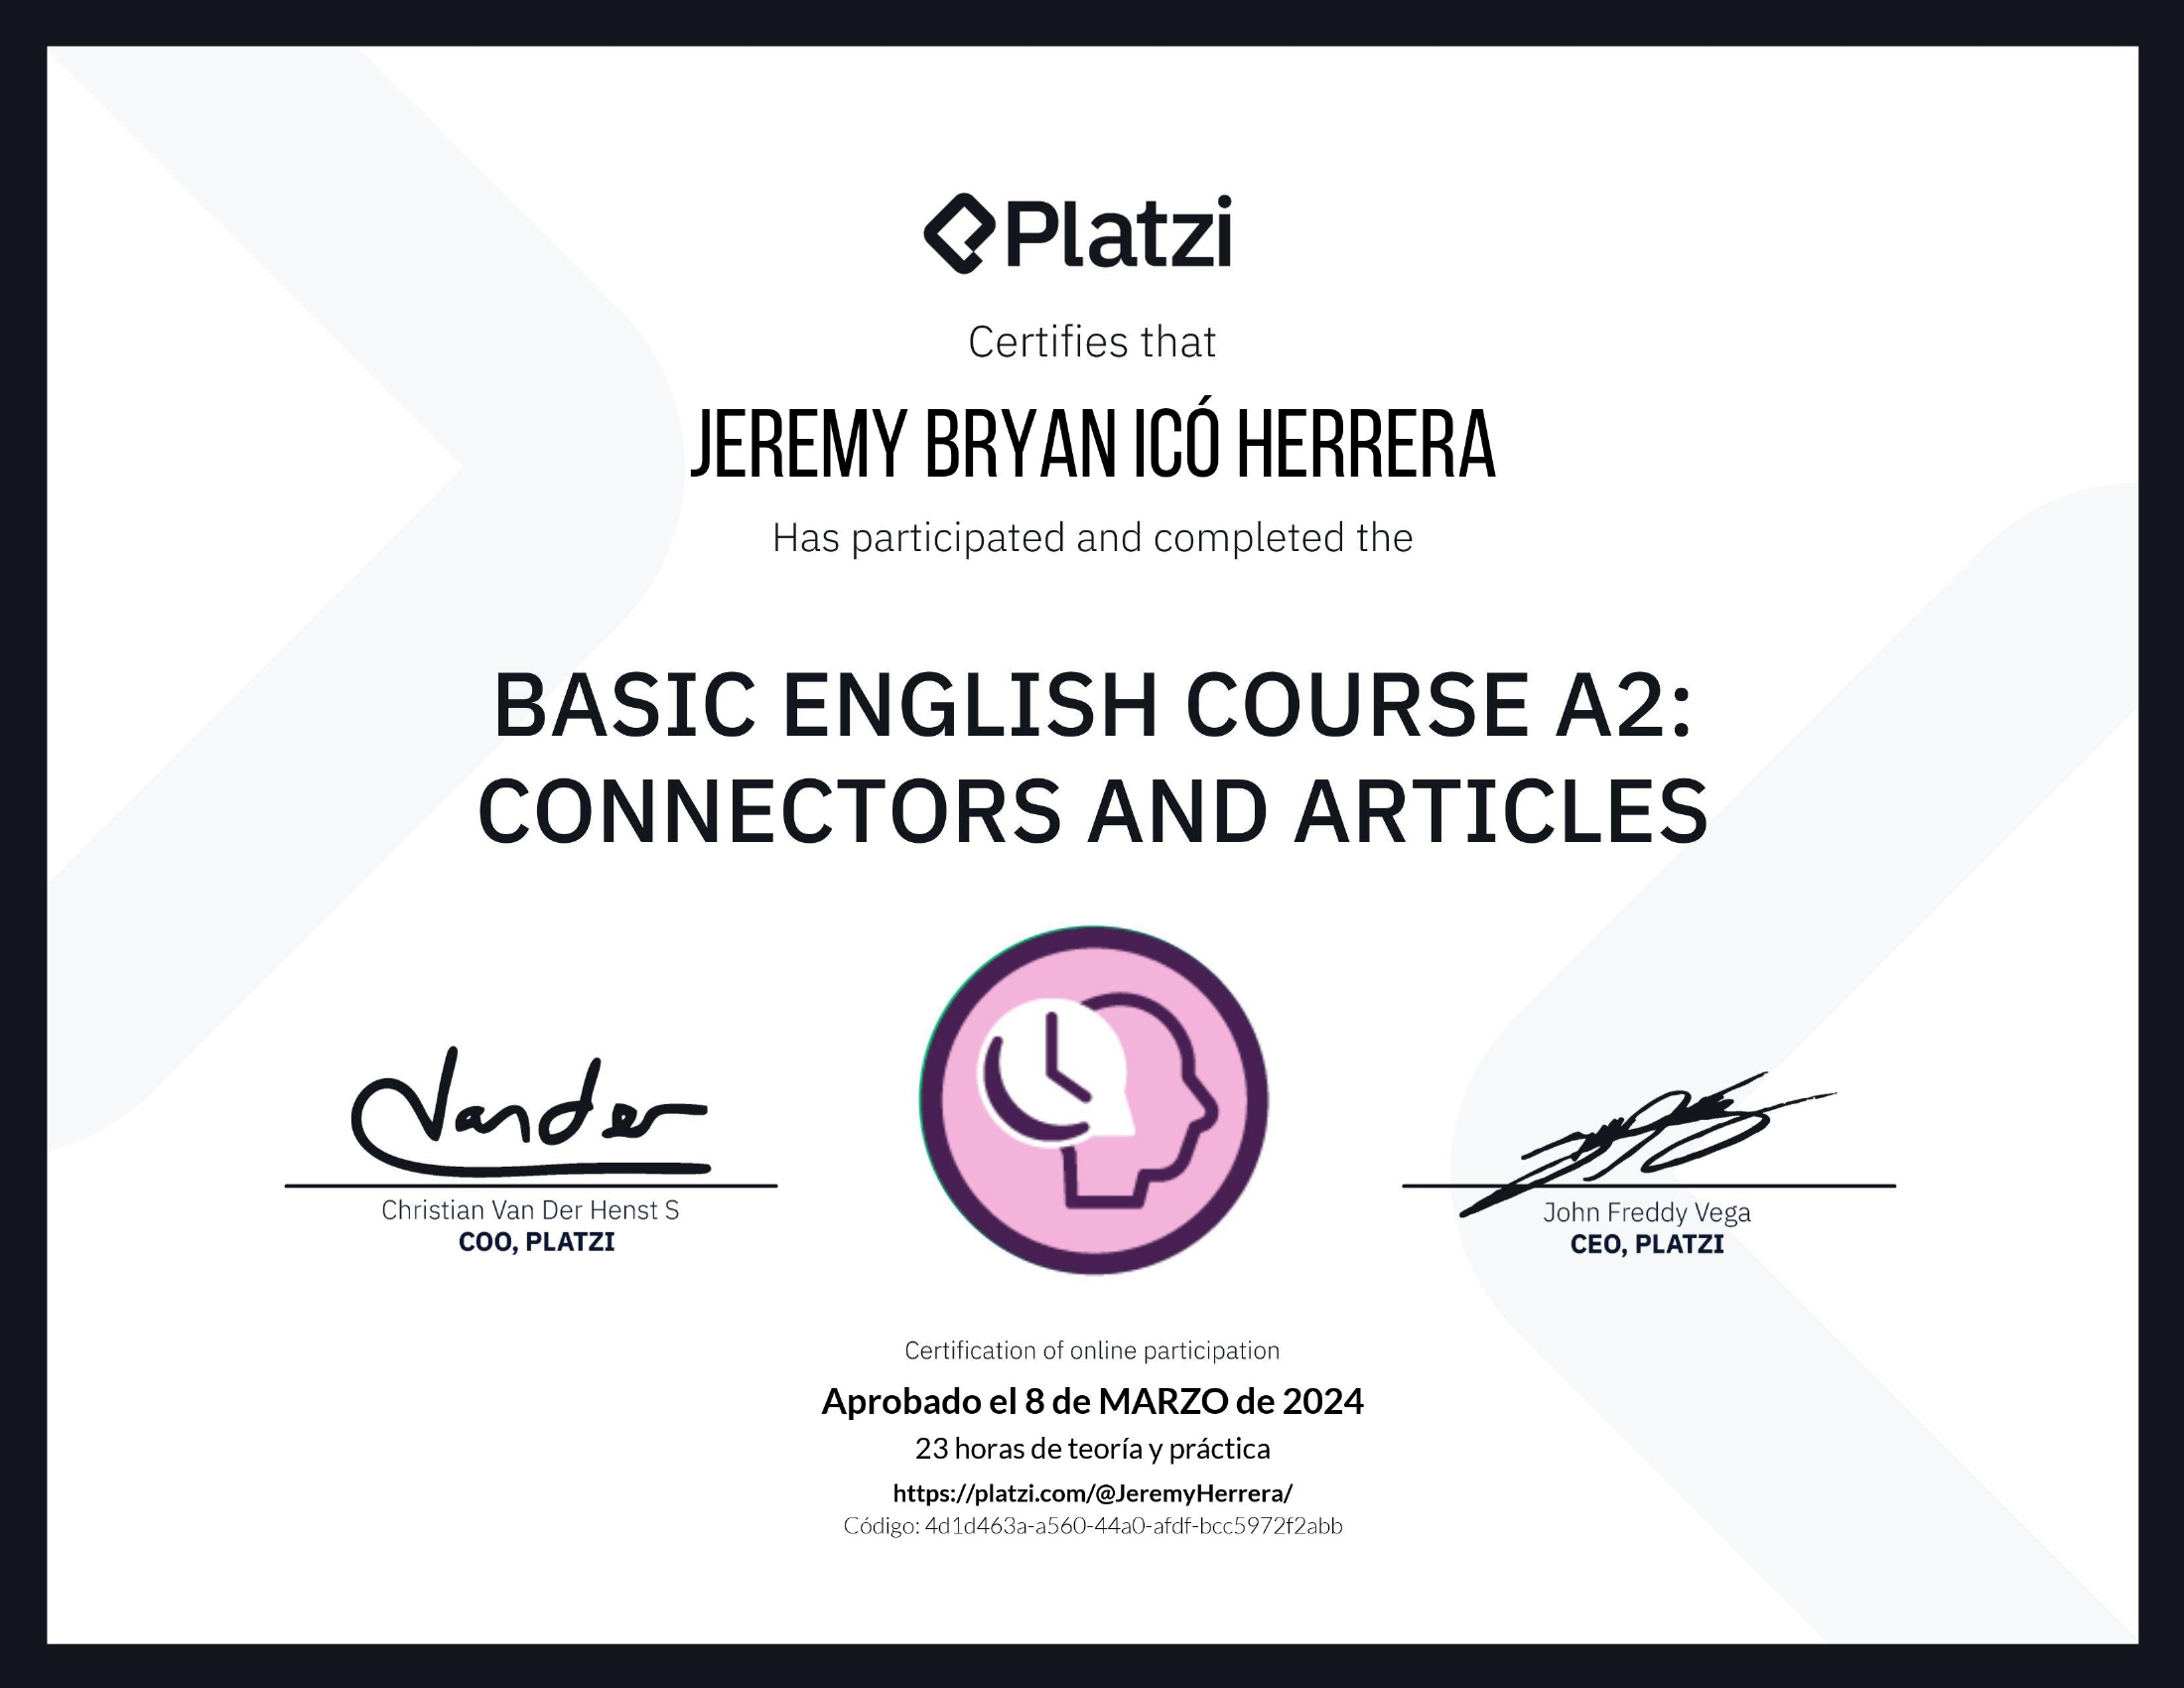 Platzi
Certifies that
JEREMY BRYAN ICÓ HERRERA
Has participated and completed the
BASIC ENGLISH COURSE A2:
CONNECTORS AND ARTICLES
Vander
Christian Van Der Henst S
COO, PLATZI
John Freddy Vega
CEO, PLATZI
Certification of online participation
Aprobado el 8 de MARZO de 2024
23 horas de teoría y práctica
https://platzi.com/@JeremyHerrera/
Código: 4d1d463a-a560-44a0-afdf-bcc5972f2abb